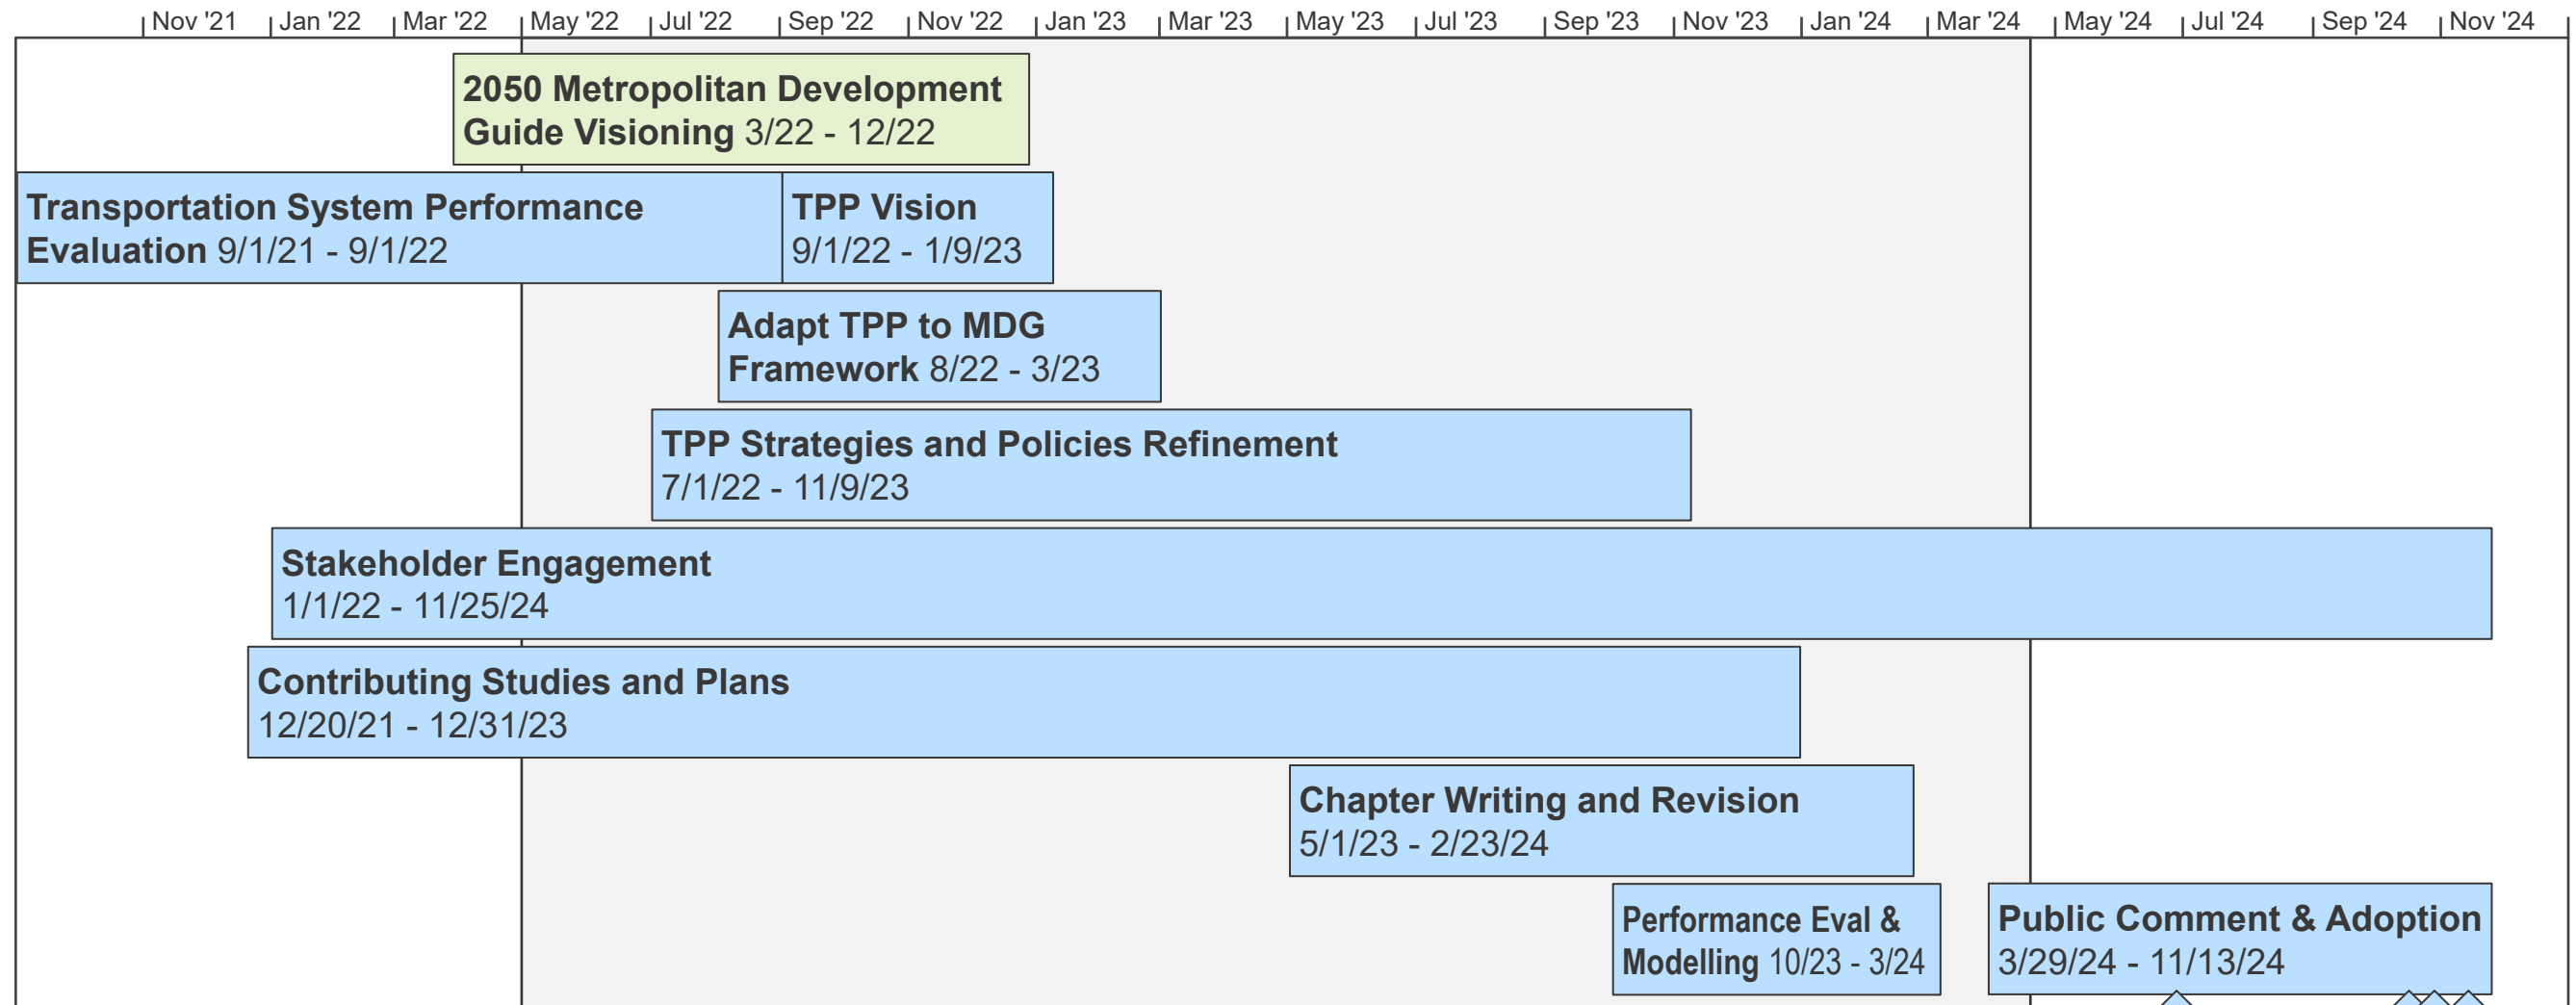 Nov '21 Jan '22 Mar '22 May '22 Jul '22 Sep '22 Nov '22 Jan '23 Mar '23 May '23 Jul '23 Sep '23 Nov '23 Jan '24 Mar '24 May '24 Jul '24 Sep '24 Nov '24
2050 Metropolitan Development
Guide Visioning 3/22 - 12/22
Transportation System Performance
Evaluation 9/1/21 - 9/1/22
TPP Vision
9/1/22 - 1/9/23
Adapt TPP to MDG
Framework 8/22 - 3/23
TPP Strategies and Policies Refinement
7/1/22 - 11/9/23
Stakeholder Engagement
1/1/22 - 11/25/24
Contributing Studies and Plans
12/20/21 - 12/31/23
Chapter Writing and Revision
5/1/23 - 2/23/24
Performance Eval &
Modelling 10/23 - 3/24
Public Comment & Adoption
3/29/24 - 11/13/24